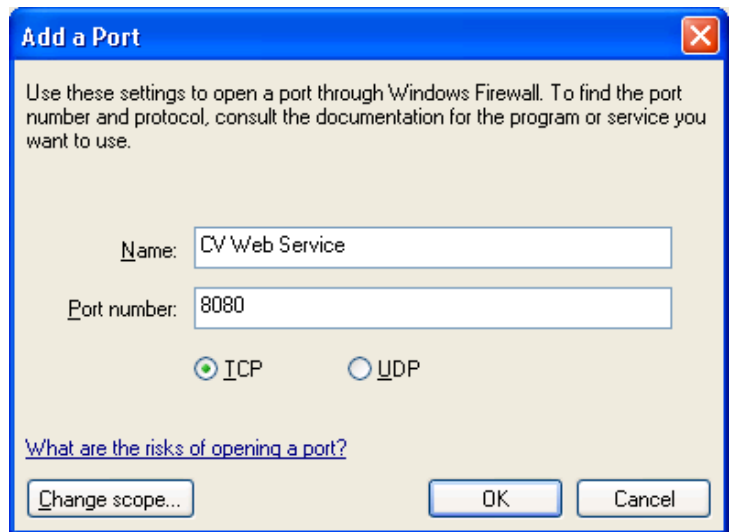 Add a Port
Use these settings to open a port through Windows Firewall. To find the port
number and protocol, consult the documentation for the program or service you
want to use.
Name: CV Web Service
Port number: 8080
TCP UDP
What are the risks of opening a port?
Change scope... OK Cancel